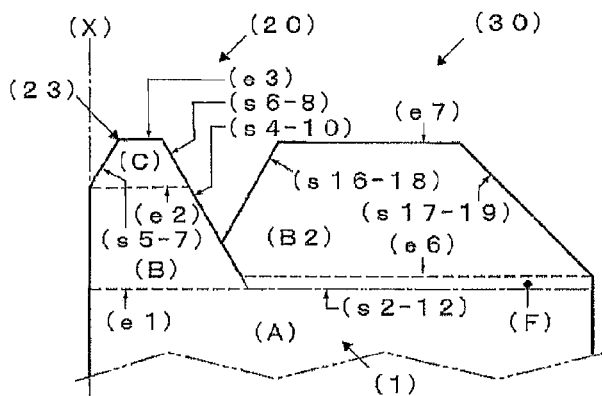 (X)
(20)
(30)
(23)
(e3)
(s6-8)
(s4-10)
(e7)
(C)
(s16-18)
(e2)
(s17-19)
(s5-7)
(B2)
(e6)
(B)
(e1)
(s2-12)
(F)
(A)
(1)